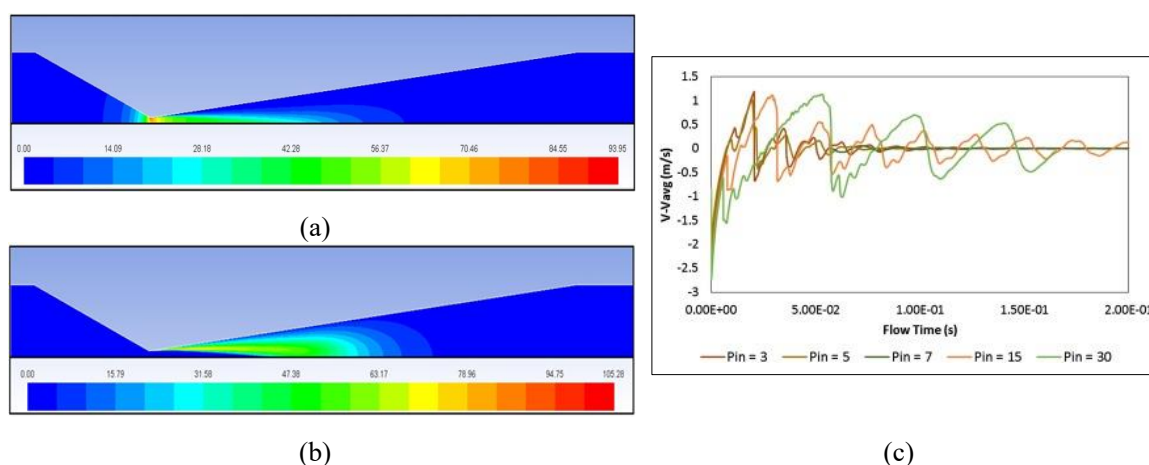 0.00 14.09 28.18 42.28 56.37 70.46 84.55 93.95
(a)
0.00 15.79 31.58 47.38 63.17 78.96 94.75 105.28
(b)
1.5
1
0.5
0
-0.5
-1
-1.5
-2
-2.5
-3
V-Vavg (m/s)
0.00E+00 5.00E-02 1.00E-01 1.50E-01 2.00E-01
Flow Time (s)
Pin = 3 Pin = 5 Pin = 7 Pin = 15 Pin = 30
(c)